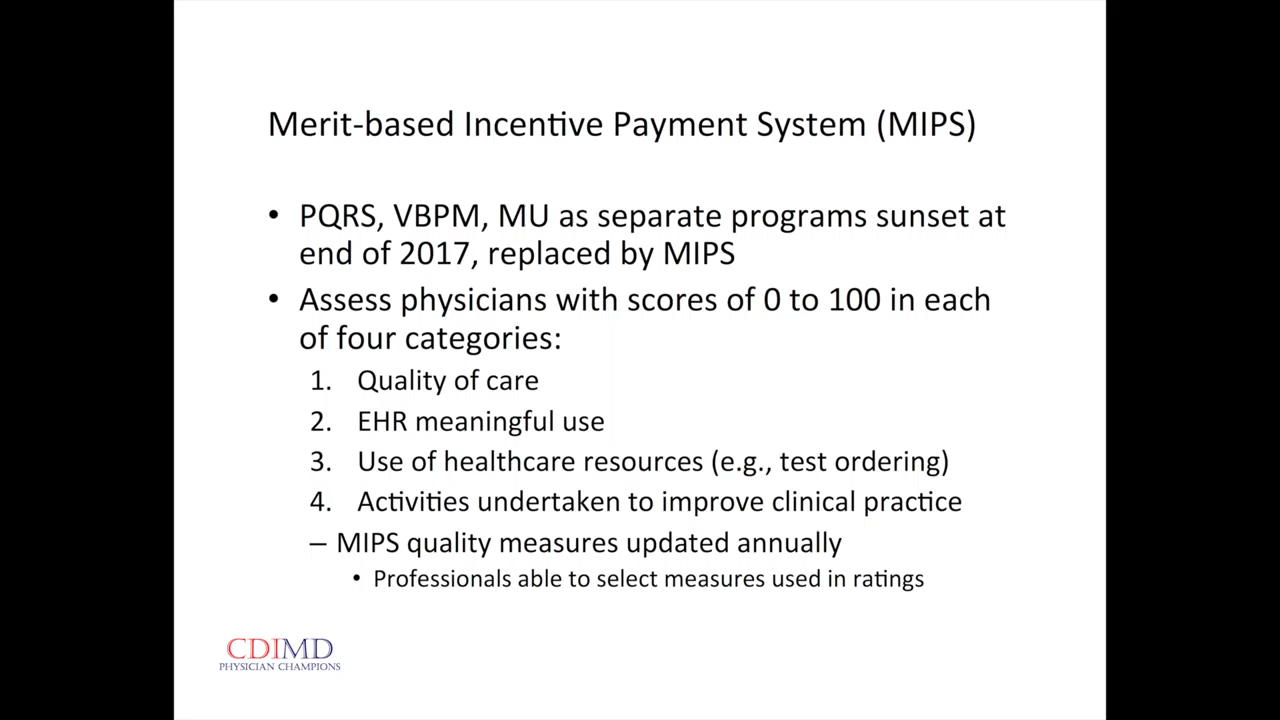 Merit-based Incentive Payment System (MIPS)
• PQRS, VBPM, MU as separate programs sunset at
end of 2017, replaced by MIPS
• Assess physicians with scores of 0 to 100 in each
of four categories:
1. Quality of care
2. EHR meaningful use
3. Use of healthcare resources (e.g., test ordering)
4. Activities undertaken to improve clinical practice
– MIPS quality measures updated annually
• Professionals able to select measures used in ratings
CDIMD
PHYSICIAN CHAMPIONS